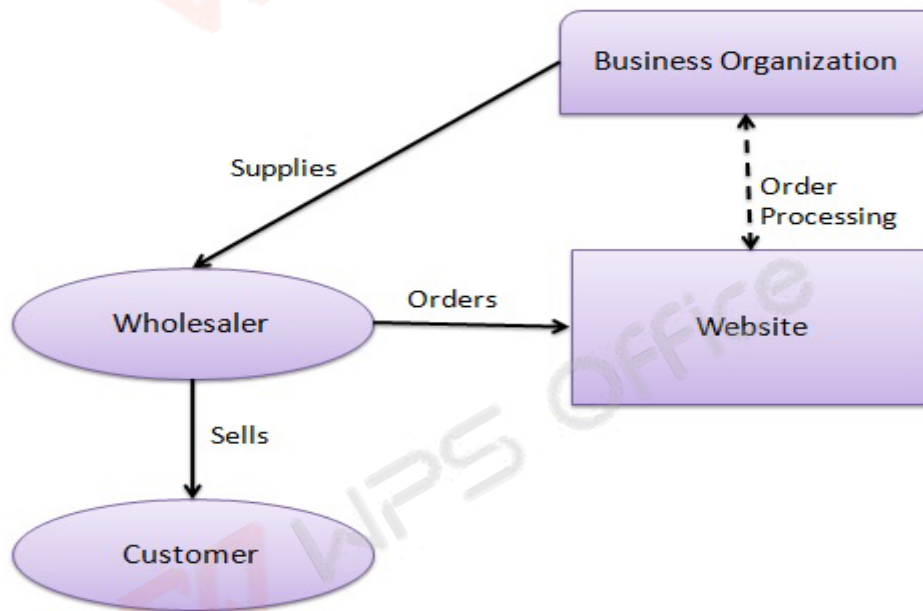 Business Organization
Supplies
Order
Processing
Wholesaler
Orders
Website
Sells
Customer
WPS Office